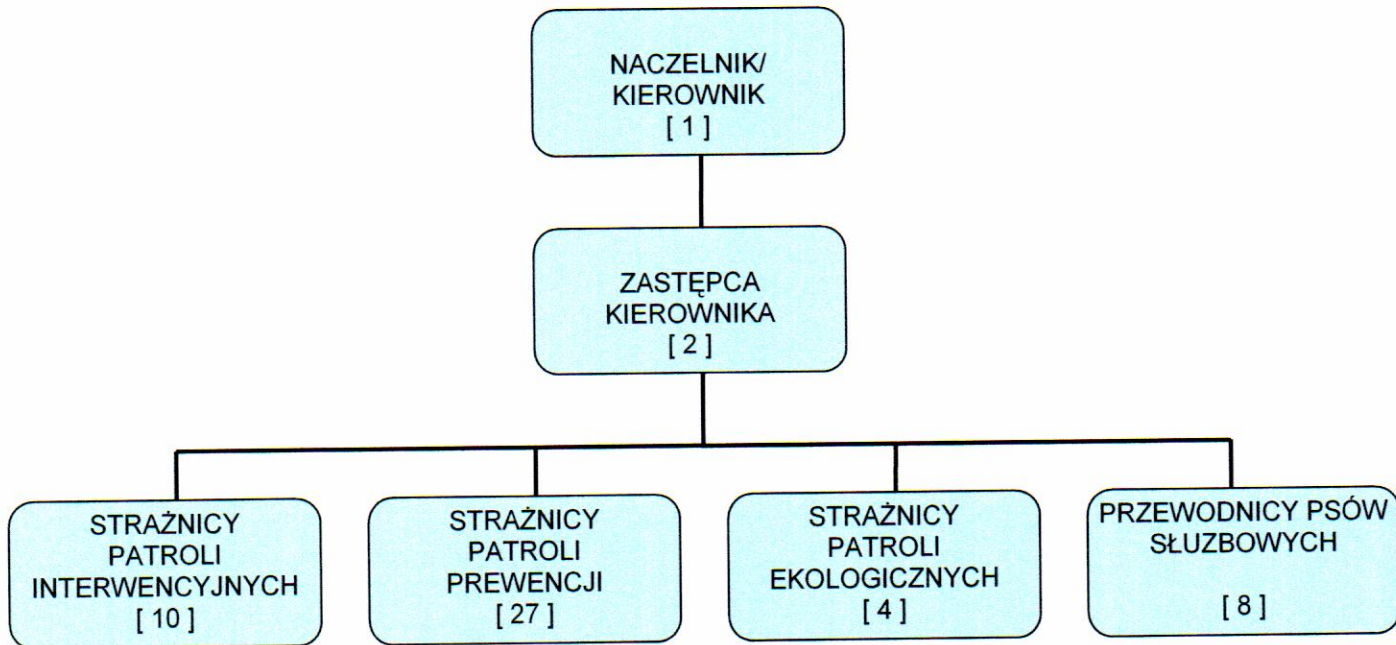 NACZELNIK/
KIEROWNIK
[ 1 ]
ZASTĘPCA
KIEROWNIKA
[ 2 ]
STRAŻNICY
PATROLI
INTERWENCYJNYCH
[ 10 ]
STRAŻNICY
PATROLI
PREWENCJI
[ 27 ]
STRAŻNICY
PATROLI
EKOLOGICZNYCH
[ 4 ]
PRZEWODNICY PSÓW
SŁUZBOWYCH
[ 8 ]